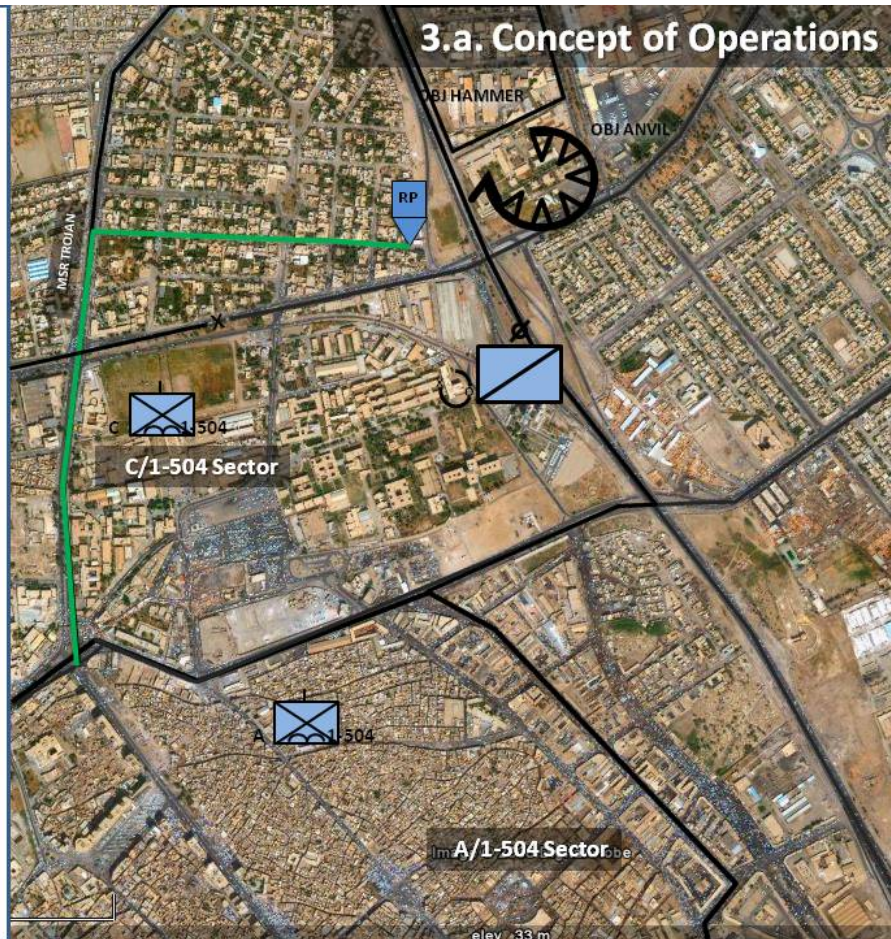 3.a. Concept of Operations
OBJ HAMMER
OBJ ANVIL
RP
MSR TROJAN
X
C 1-504
C/1-504 Sector
A 1-504
A/1-504 Sector
elev 33 m